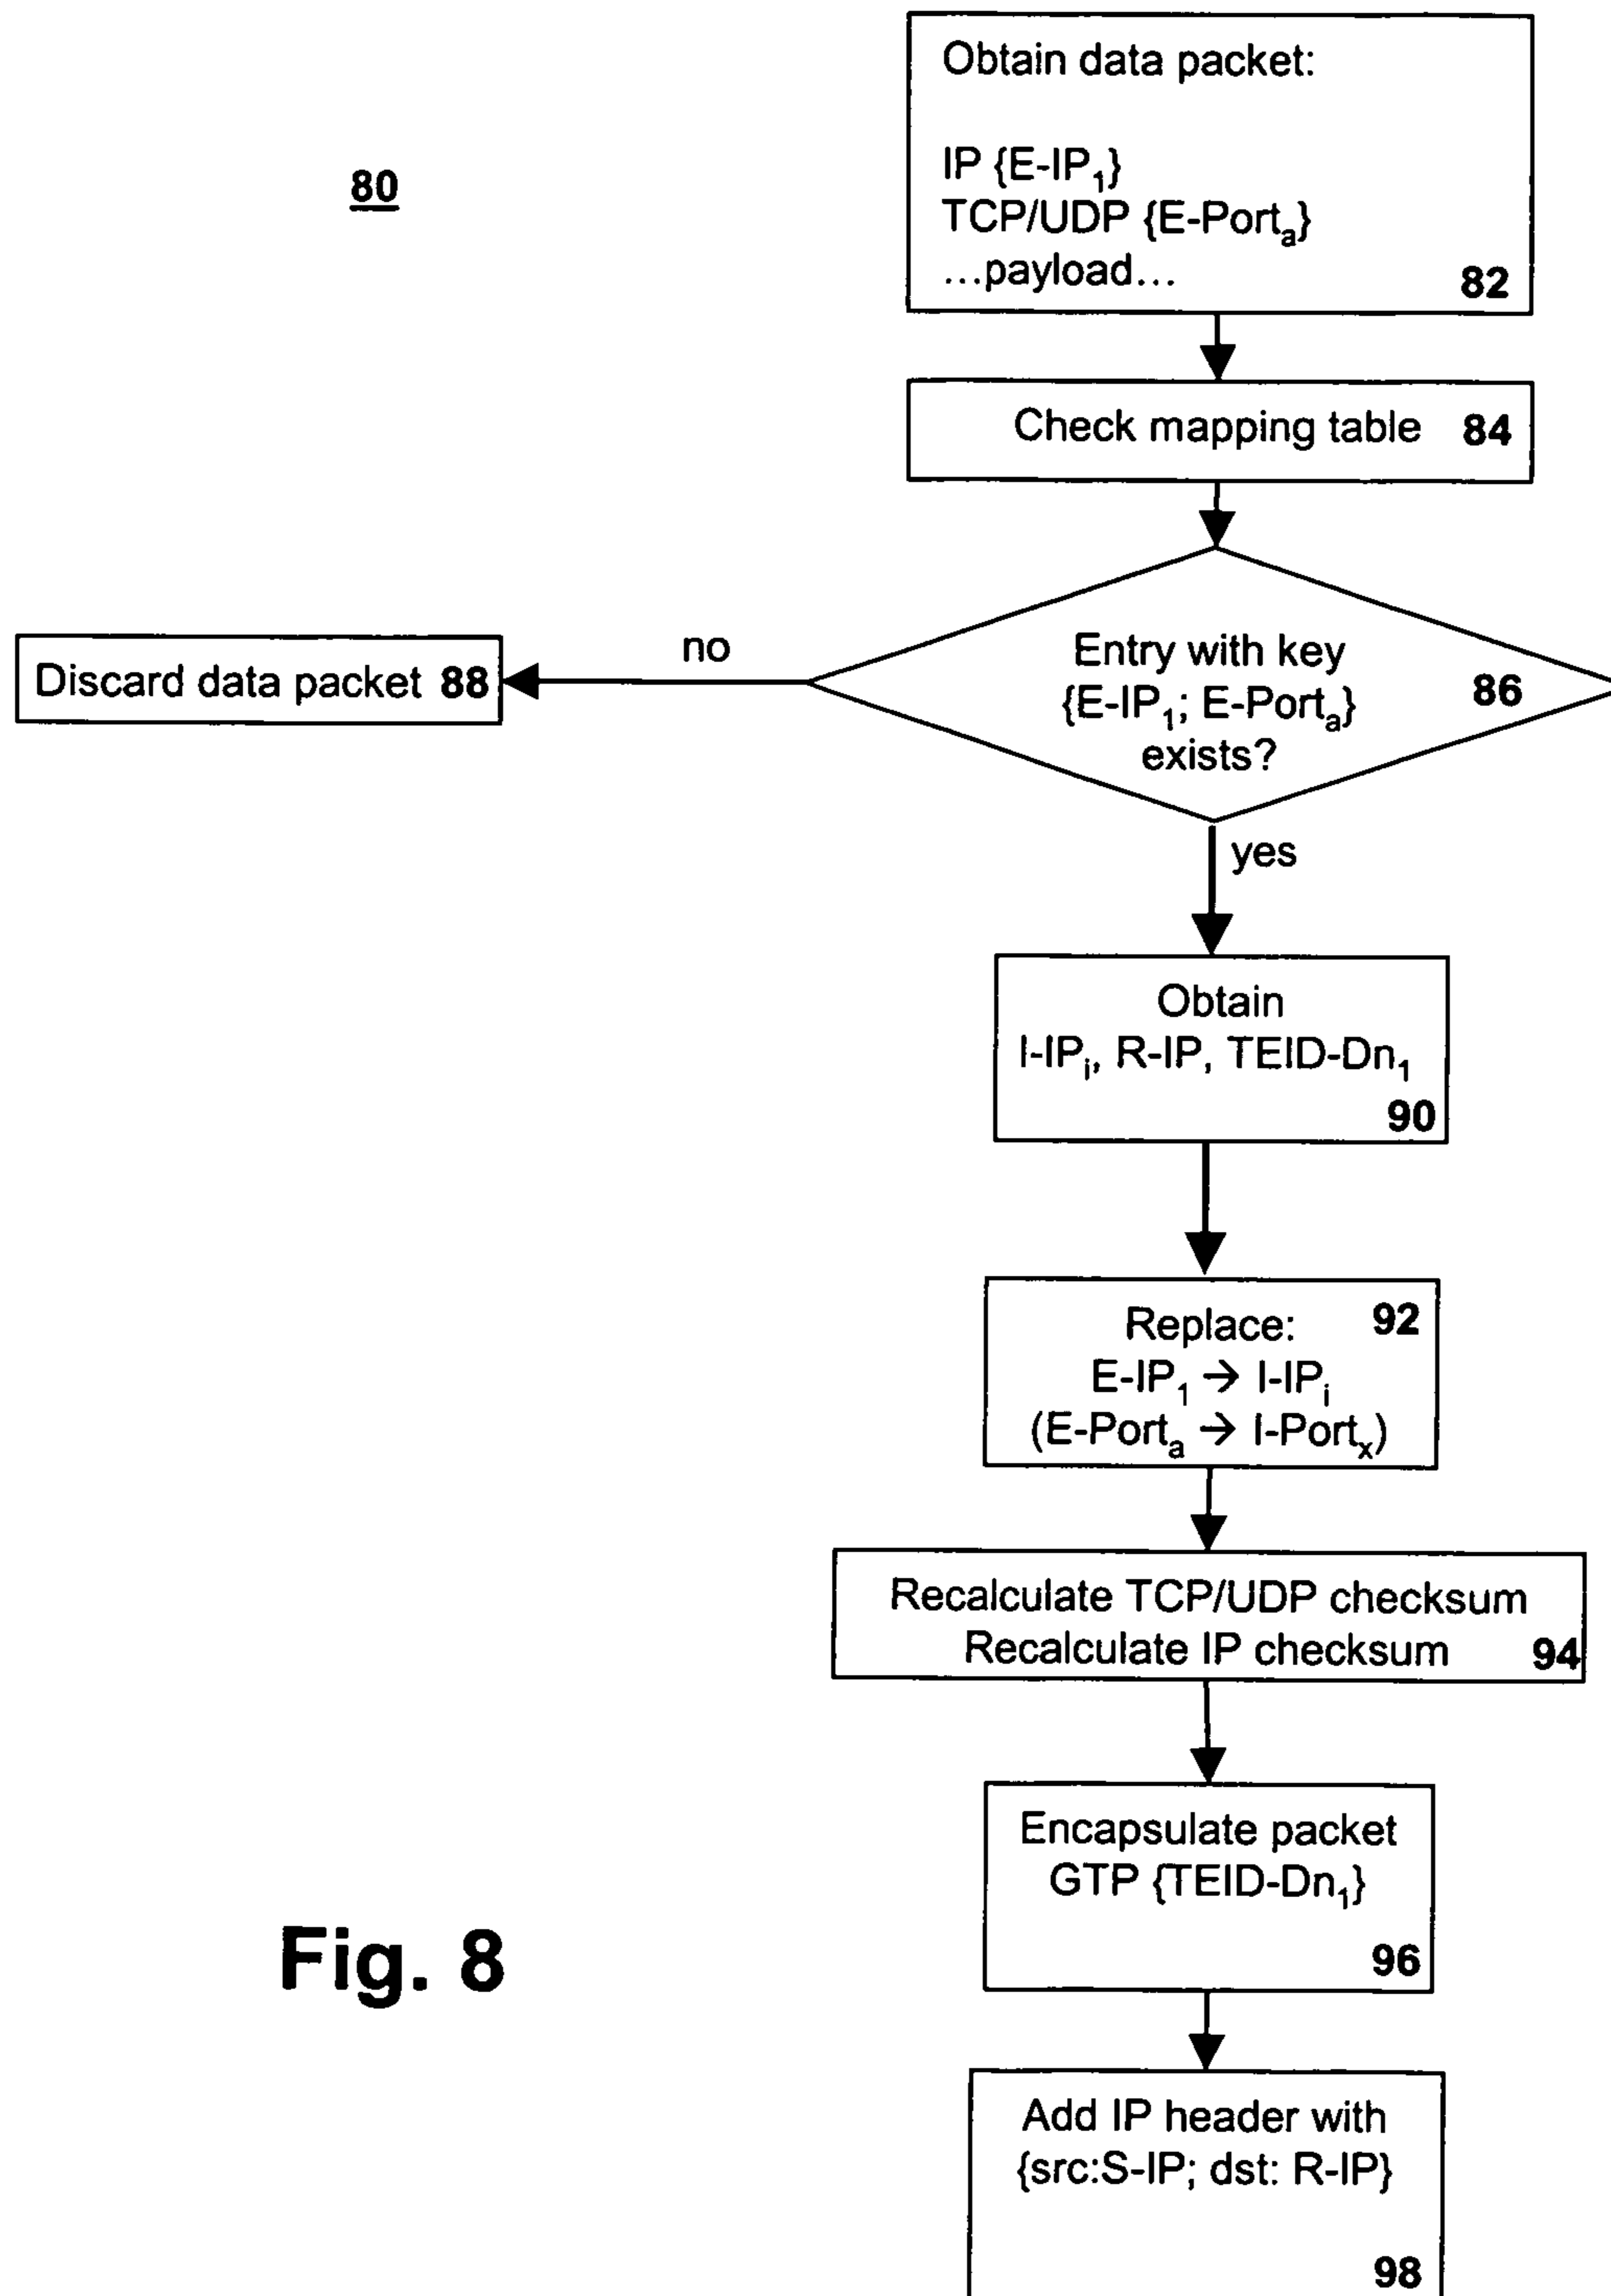 Obtain data packet:
IP {E-IP₁}
TCP/UDP {E-Portₐ}
...payload...
82
80
Check mapping table 84
Entry with key
{E-IP₁; E-Portₐ}
exists?
86
no
Discard data packet 88
yes
Obtain
I-IPᵢ, R-IP, TEID-Dn₁
90
Replace: 92
E-IP₁ → I-IPᵢ
(E-Portₐ → I-Portₓ)
Recalculate TCP/UDP checksum
Recalculate IP checksum 94
Encapsulate packet
GTP {TEID-Dn₁}
96
Fig. 8
Add IP header with
{src:S-IP; dst: R-IP}
98